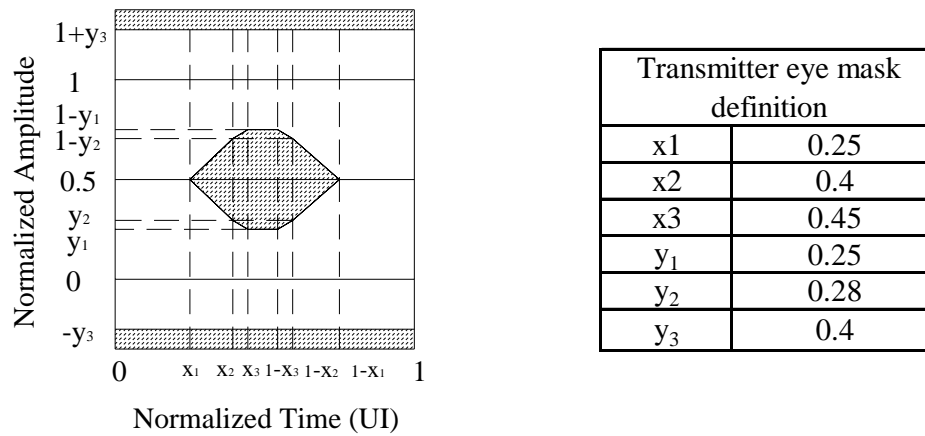 Normalized Amplitude
1+y₃
1
1-y₁
1-y₂
0.5
y₂
y₁
0
-y₃
0 x₁ x₂ x₃ 1-x₃ 1-x₂ 1-x₁ 1
Normalized Time (UI)
Transmitter eye mask
definition
x1 0.25
x2 0.4
x3 0.45
y₁ 0.25
y₂ 0.28
y₃ 0.4